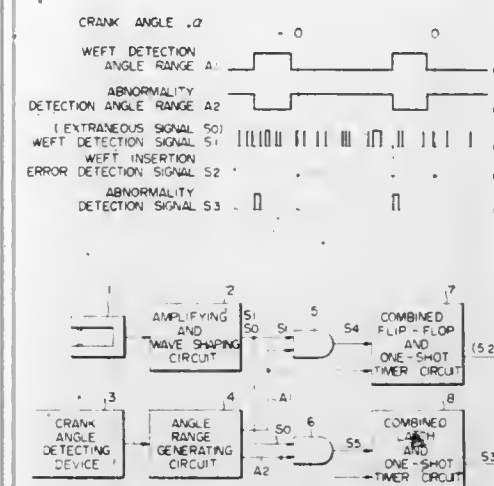 CRANK ANGLE .a
- 0
0
WEFT DETECTION
ANGLE RANGE A1
ABNORMALITY
DETECTION ANGLE RANGE A2
(EXTRANEOUS SIGNAL S0)
WEFT DETECTION SIGNAL S1
WEFT INSERTION
ERROR DETECTION SIGNAL S2
ABNORMALITY
DETECTION SIGNAL S3
1
2
AMPLIFYING
AND
WAVE SHAPING
CIRCUIT
S1
S0
S1
5
S4
7
COMBINED
FLIP-FLOP
AND
ONE-SHOT
TIMER CIRCUIT
(S2
3
CRANK
ANGLE
DETECTING
DEVICE
4
ANGLE
RANGE
GENERATING
CIRCUIT
A1
S0
A2
6
S5
8
COMBINED
LATCH
AND
ONE-SHOT
TIMER CIRCUIT
S3